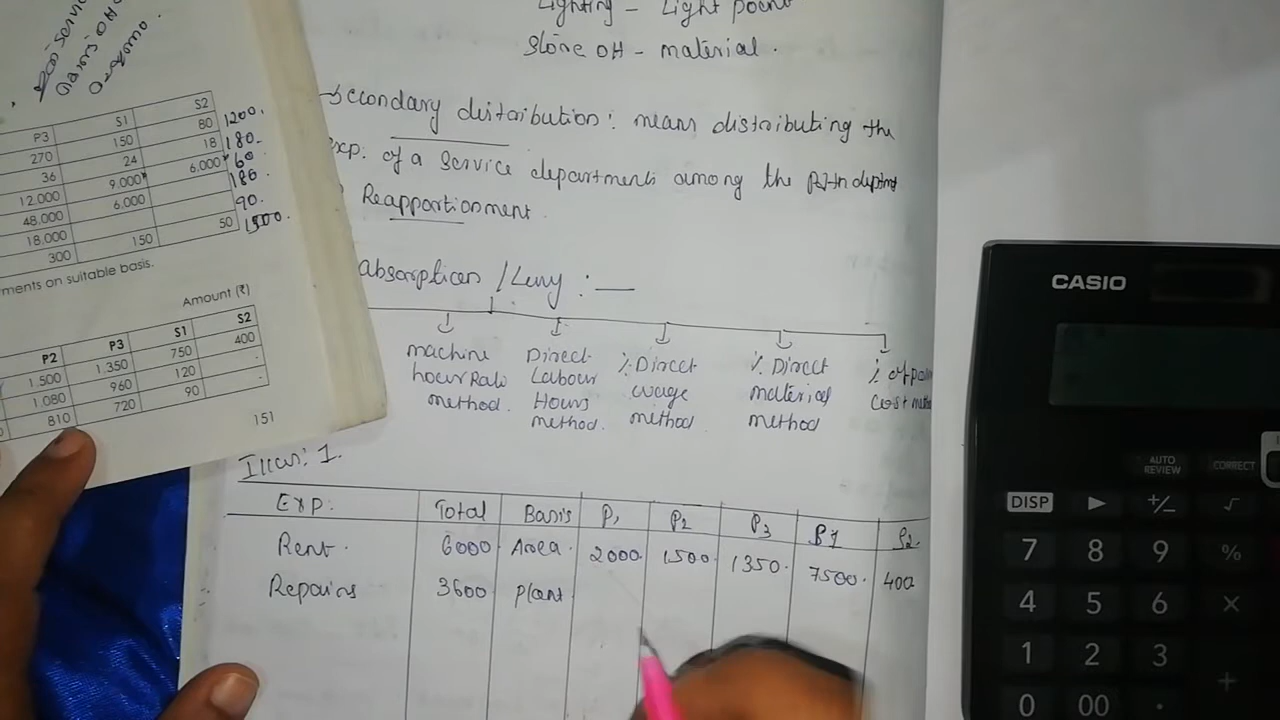 Lighting - Light point
Store OH - material.
Secondary distribution: means distributing the
exp. of a service departments among the
Reapportionment
absorption / Levy : —
machine
hour Rate
method.
Direct
Labour
Hours
method.
% Direct
wage
method.
% Direct
material
method
% of
cost
Illus: 1.
Exp: Total Basis P1 P2 P3 S1 S2
Rent. 6000 Area. 2000. 1500. 1350. 7500. 400
Repairs 3600 plant
P3 S1 S2
270 150 80 1200.
36 24 18 180.
12,000 9,000 6,000 60
48,000 6,000 180.
18,000 90.
300 150 50 1500.
ments on suitable basis.
Amount (₹)
P2 P3 S1 S2
1,500 1,350 750 400
1,080 960 120 -
810 720 90 -
151
CASIO
AUTO REVIEW CORRECT
DISP ▶ +/− √
7 8 9 %
4 5 6 ×
1 2 3 +
0 00 ·